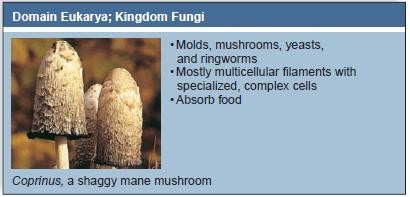 Domain Eukarya; Kingdom Fungi
• Molds, mushrooms, yeasts,
and ringworms
• Mostly multicellular filaments with
specialized, complex cells
• Absorb food
Coprinus, a shaggy mane mushroom